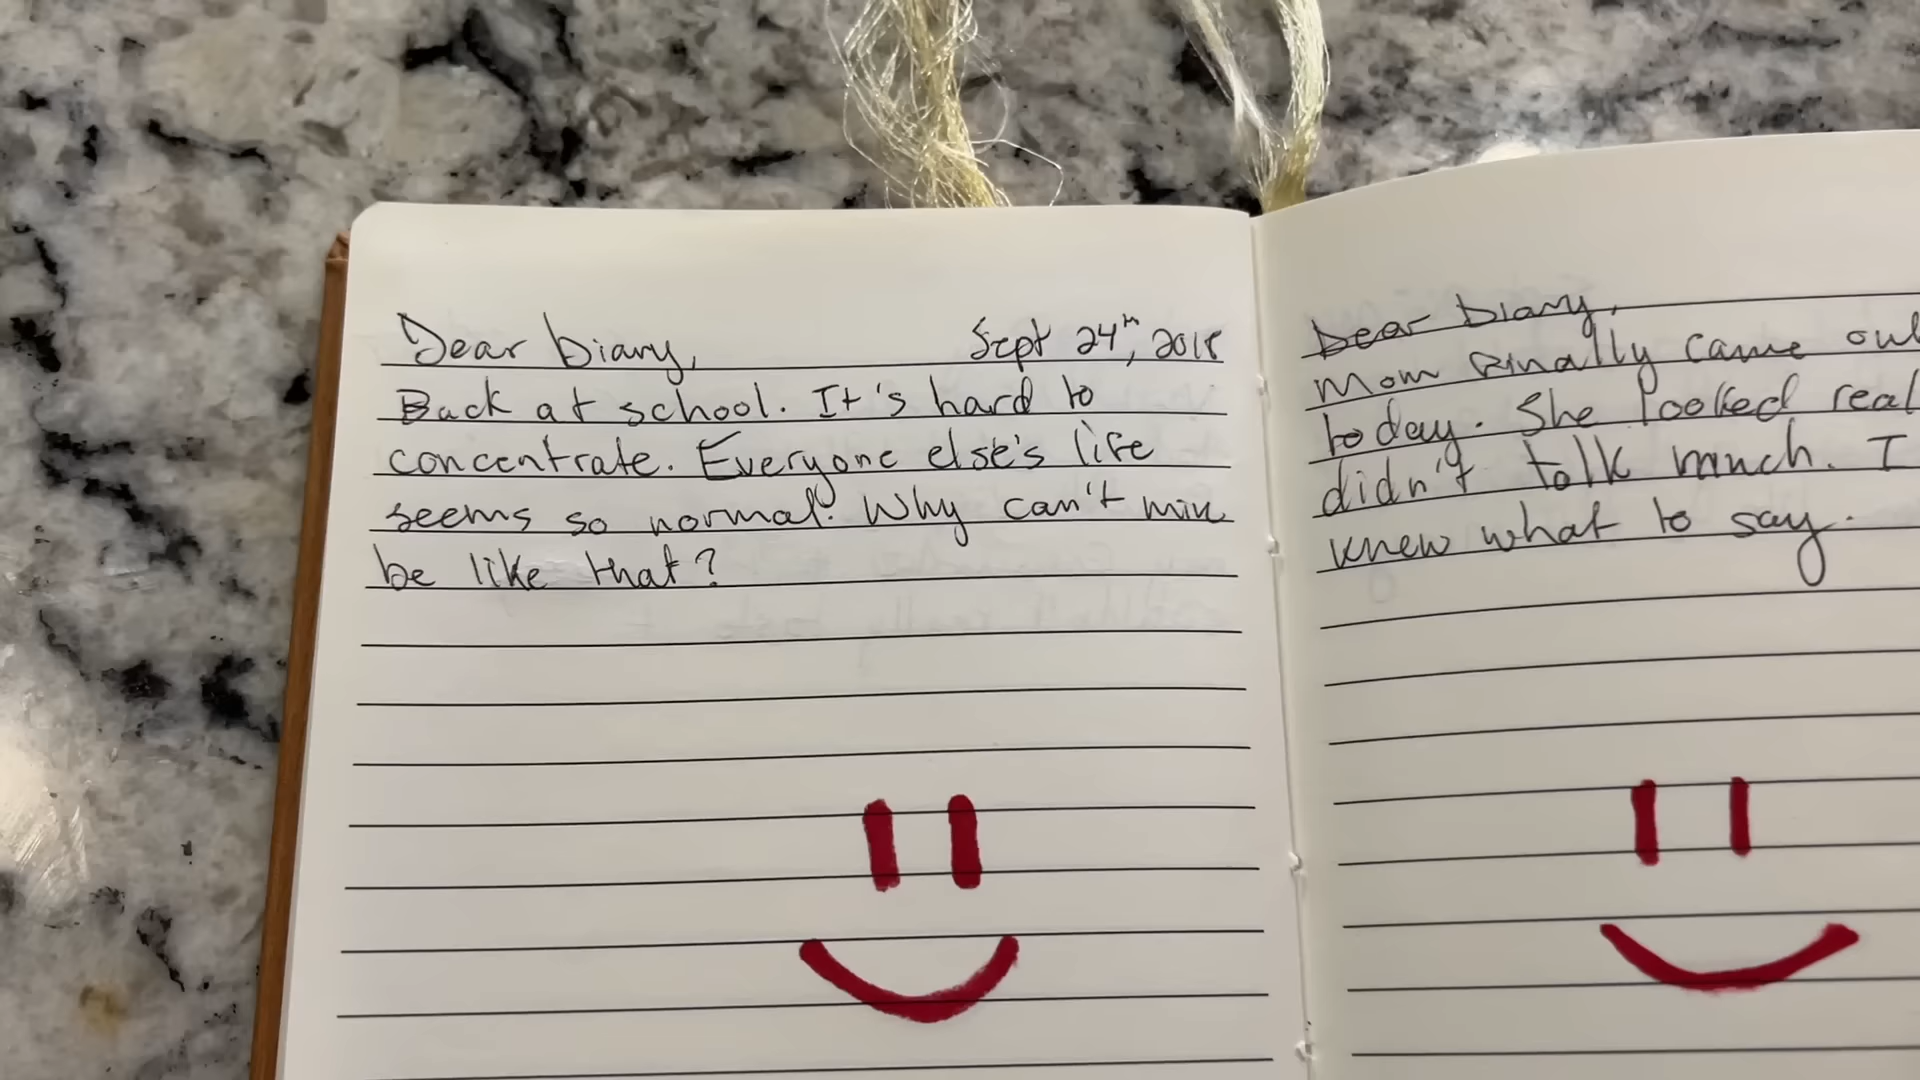 Dear Diary, Sept 24th, 2018
Back at school. It's hard to
concentrate. Everyone else's life
seems so normal. Why can't
be like that?
Dear Diary,
Mom finally came
today. She looked
didn't talk much. I
knew what to say.